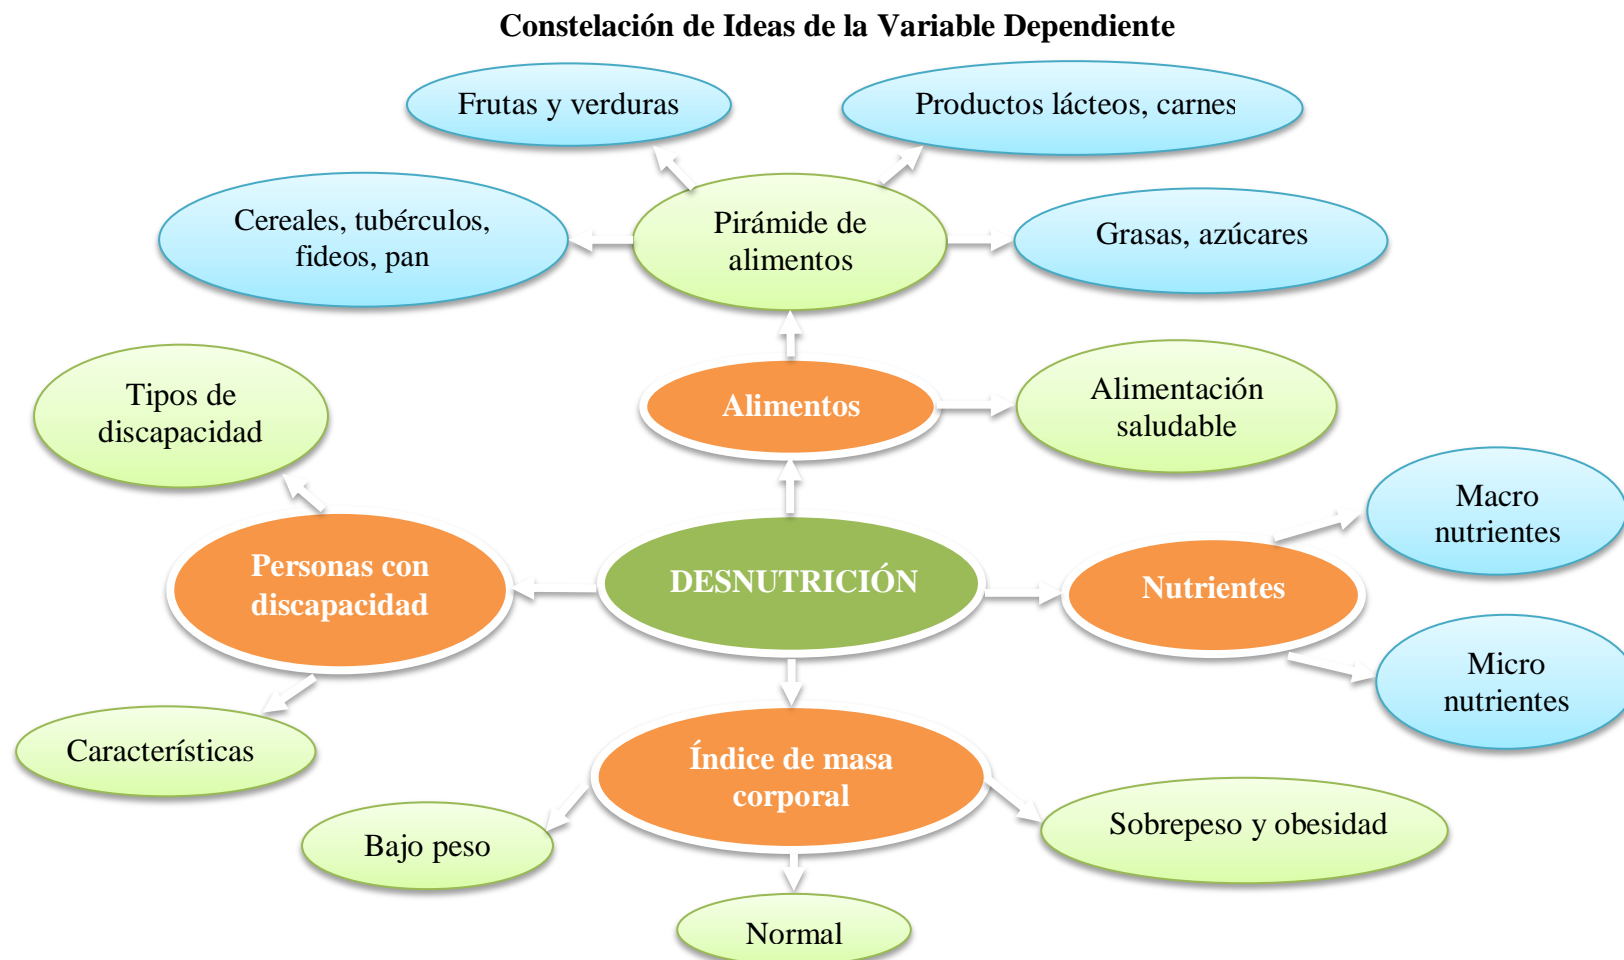 Constelación de Ideas de la Variable Dependiente
Frutas y verduras
Productos lácteos, carnes
Cereales, tubérculos,
fideos, pan
Pirámide de
alimentos
Grasas, azúcares
Tipos de
discapacidad
Alimentos
Alimentación
saludable
Macro
nutrientes
Personas con
discapacidad
DESNUTRICIÓN
Nutrientes
Micro
nutrientes
Características
Índice de masa
corporal
Bajo peso
Sobrepeso y obesidad
Normal